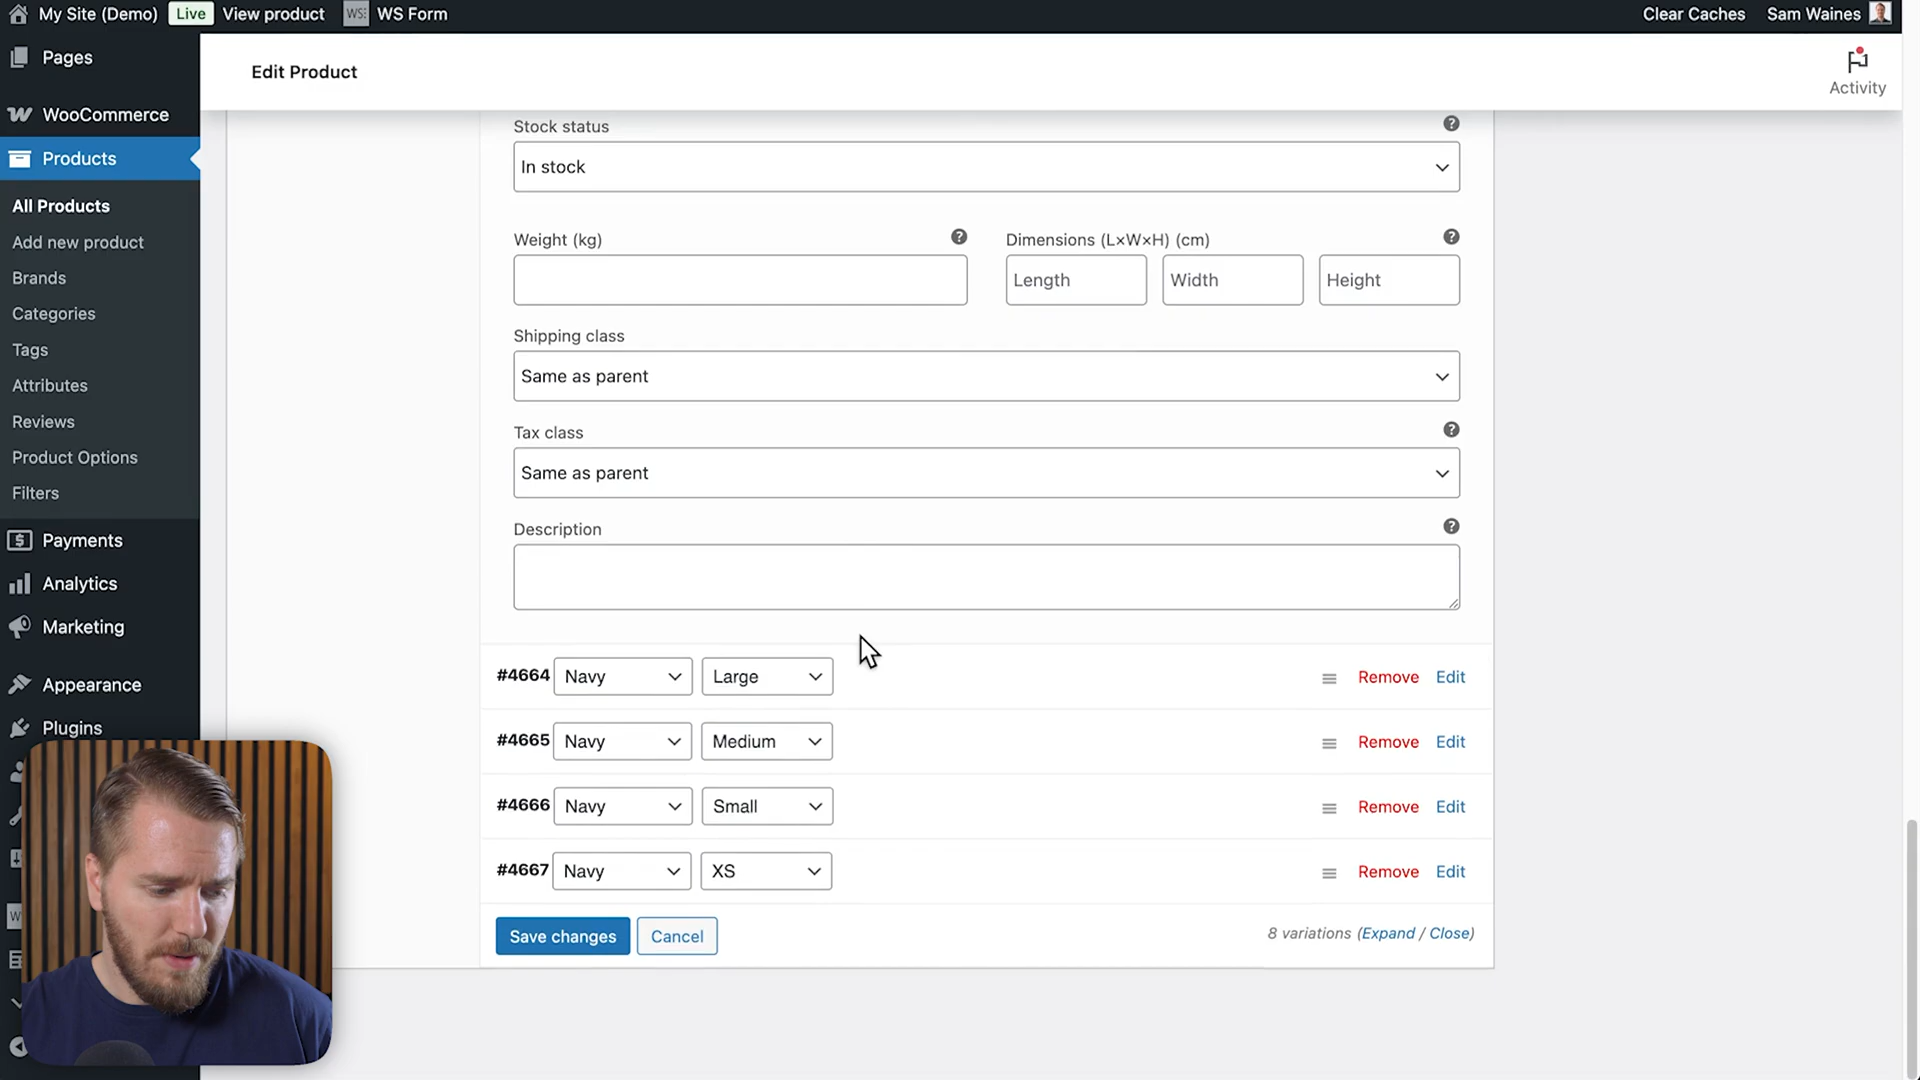 My Site (Demo) Live View product WS WS Form Clear Caches Sam Waines
Pages
WooCommerce
Products
All Products
Add new product
Brands
Categories
Tags
Attributes
Reviews
Product Options
Filters
Payments
Analytics
Marketing
Appearance
Plugins
Edit Product
Activity
Stock status
In stock
Weight (kg) Dimensions (L×W×H) (cm)
Length Width Height
Shipping class
Same as parent
Tax class
Same as parent
Description
#4664 Navy Large Remove Edit
#4665 Navy Medium Remove Edit
#4666 Navy Small Remove Edit
#4667 Navy XS Remove Edit
Save changes Cancel 8 variations (Expand / Close)